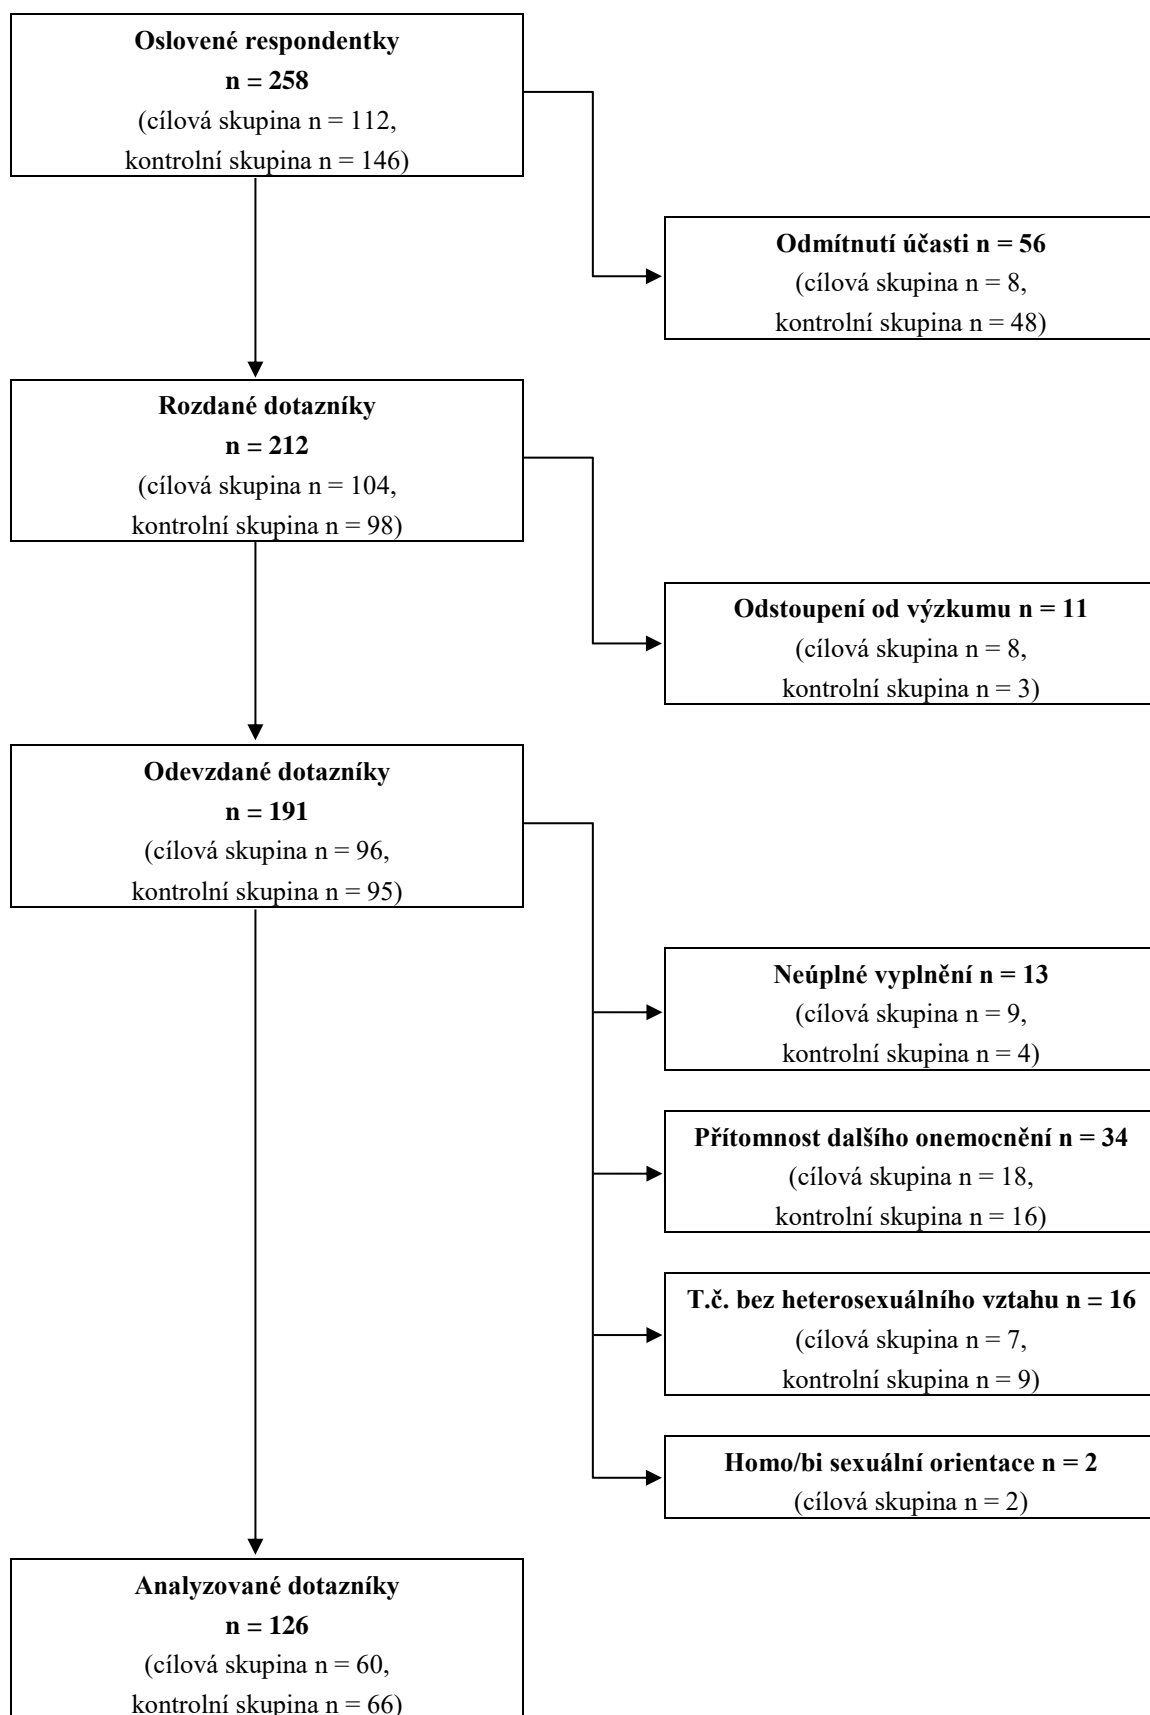 Oslovené respondentky
n = 258
(cílová skupina n = 112,
kontrolní skupina n = 146)
Odmítnutí účasti n = 56
(cílová skupina n = 8,
kontrolní skupina n = 48)
Rozdané dotazníky
n = 212
(cílová skupina n = 104,
kontrolní skupina n = 98)
Odstoupení od výzkumu n = 11
(cílová skupina n = 8,
kontrolní skupina n = 3)
Odevzdané dotazníky
n = 191
(cílová skupina n = 96,
kontrolní skupina n = 95)
Neúplné vyplnění n = 13
(cílová skupina n = 9,
kontrolní skupina n = 4)
Přítomnost dalšího onemocnění n = 34
(cílová skupina n = 18,
kontrolní skupina n = 16)
T.č. bez heterosexuálního vztahu n = 16
(cílová skupina n = 7,
kontrolní skupina n = 9)
Homo/bi sexuální orientace n = 2
(cílová skupina n = 2)
Analyzované dotazníky
n = 126
(cílová skupina n = 60,
kontrolní skupina n = 66)